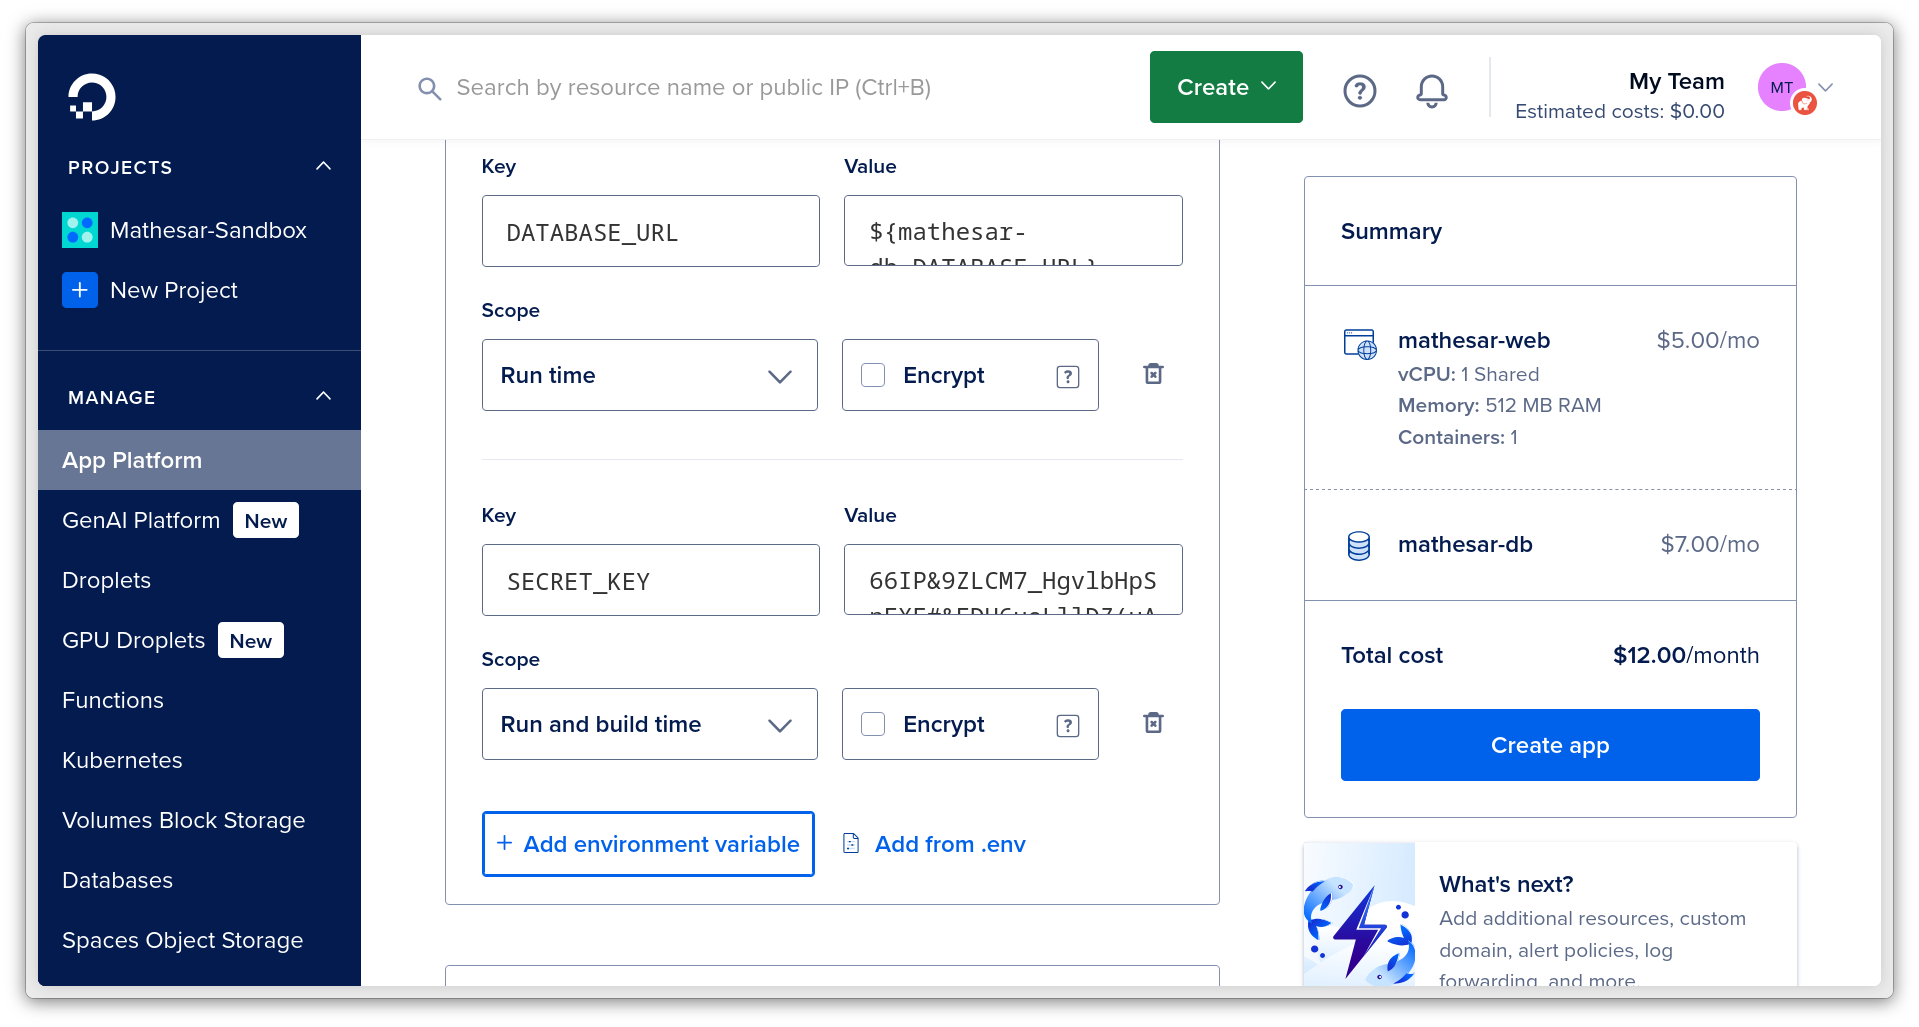 Search by resource name or public IP (Ctrl+B)
Create
My Team
Estimated costs: $0.00
MT
PROJECTS
Mathesar-Sandbox
New Project
MANAGE
App Platform
GenAI Platform New
Droplets
GPU Droplets New
Functions
Kubernetes
Volumes Block Storage
Databases
Spaces Object Storage
Key Value
DATABASE_URL
${mathesar-
db.DATABASE_URL}
Scope
Run time
Encrypt
Key Value
SECRET_KEY
66IP&9ZLCM7_HgvlbHpS
Scope
Run and build time
Encrypt
+ Add environment variable
Add from .env
Summary
mathesar-web $5.00/mo
vCPU: 1 Shared
Memory: 512 MB RAM
Containers: 1
mathesar-db $7.00/mo
Total cost $12.00/month
Create app
What's next?
Add additional resources, custom
domain, alert policies, log
forwarding, and more